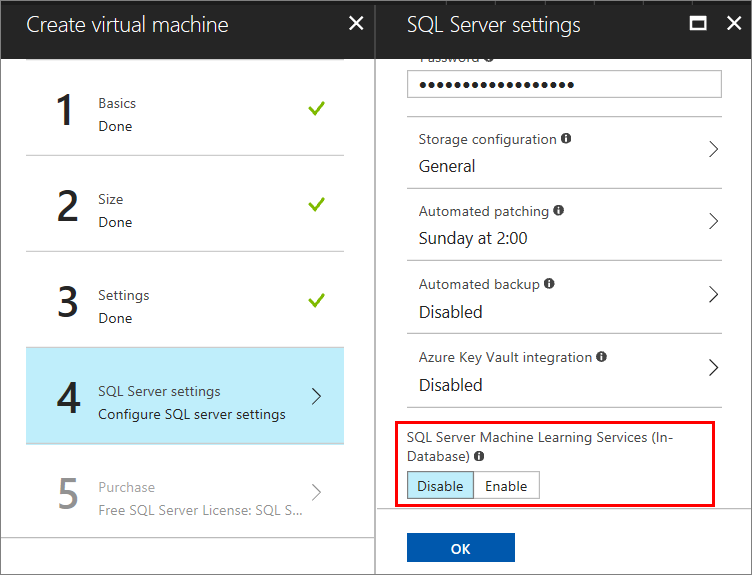 Create virtual machine
1
Basics
Done
2
Size
Done
3
Settings
Done
4
SQL Server settings
Configure SQL server settings
5
Purchase
Free SQL Server License: SQL S...
SQL Server settings
Password
••••••••••••••••••
Storage configuration
General
Automated patching
Sunday at 2:00
Automated backup
Disabled
Azure Key Vault integration
Disabled
SQL Server Machine Learning Services (In-
Database)
Disable Enable
OK